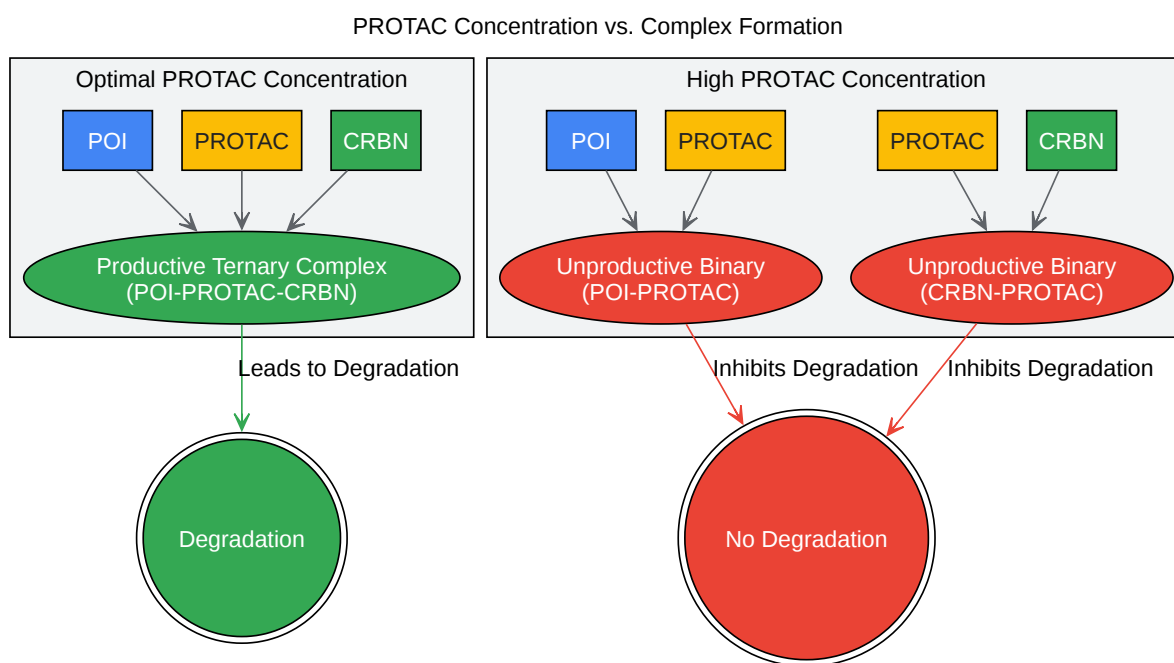 PROTAC Concentration vs. Complex Formation
Optimal PROTAC Concentration
POI
PROTAC
CRBN
Productive Ternary Complex
(POI-PROTAC-CRBN)
Leads to Degradation
Degradation
High PROTAC Concentration
POI
PROTAC
PROTAC
CRBN
Unproductive Binary
(POI-PROTAC)
Unproductive Binary
(CRBN-PROTAC)
Inhibits Degradation
Inhibits Degradation
No Degradation